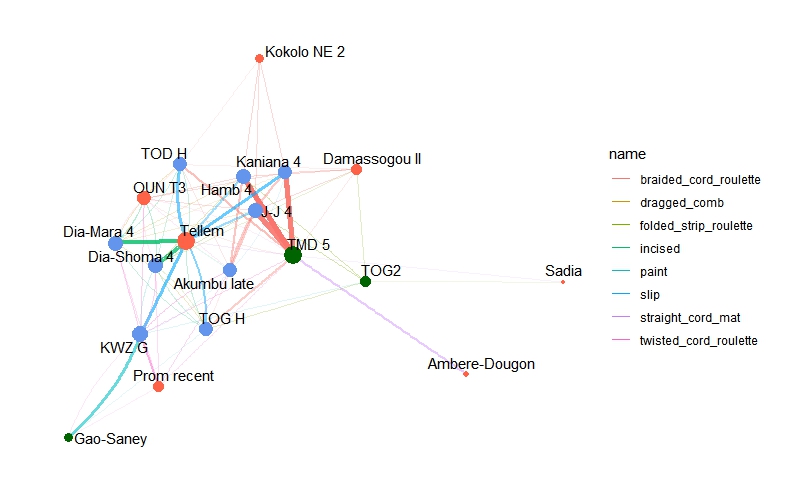 Kokolo NE 2
TOD H
Kaniana 4
Damassogou II
OUN T3
Hamb 4
J-J 4
Dia-Mara 4
Tellem
TMD 5
Dia-Shoma 4
Akumbu late
TOG2
Sadia
TOG H
KWZ G
Prom recent
Ambere-Dougon
Gao-Saney
name
braided_cord_roulette
dragged_comb
folded_strip_roulette
incised
paint
slip
straight_cord_mat
twisted_cord_roulette